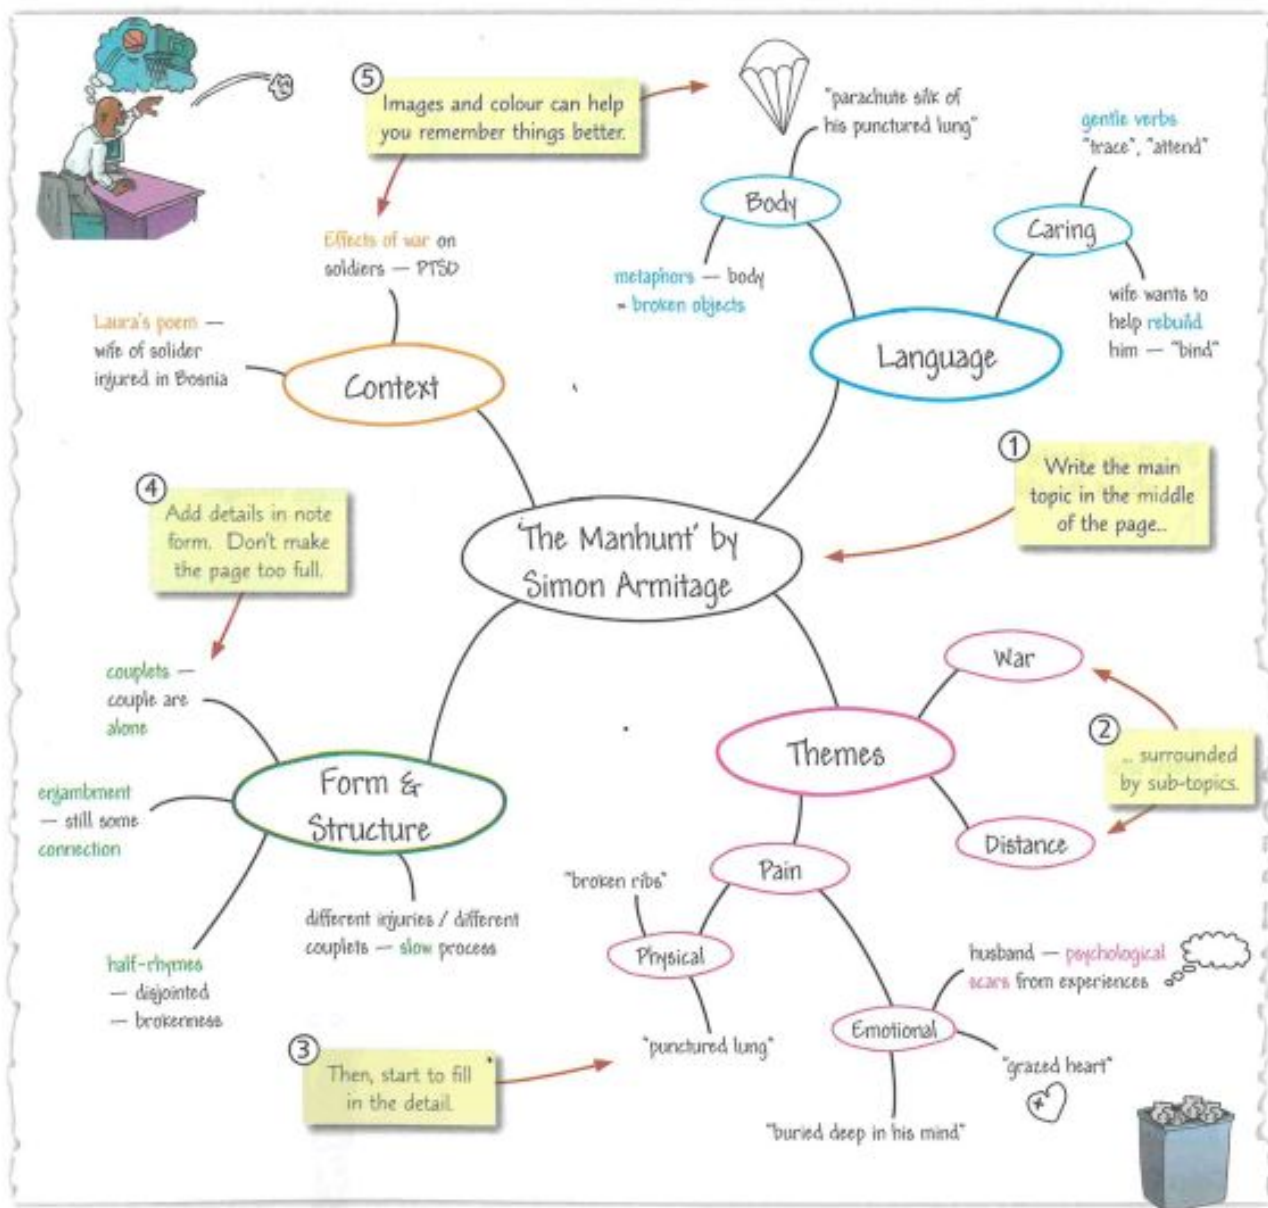 ⑤
Images and colour can help
you remember things better.
"parachute silk of
his punctured lung"
Body
metaphors — body
= broken objects
gentle verbs
"trace", "attend"
Caring
wife wants to
help rebuild
him — "bind"
Language
Effects of war on
soldiers — PTSD
Laura's poem —
wife of solider
injured in Bosnia
Context
①
Write the main
topic in the middle
of the page...
④
Add details in note
form. Don't make
the page too full.
'The Manhunt' by
Simon Armitage
couplets —
couple are
alone
enjambment
— still some
connection
Form &
Structure
half-rhymes
— disjointed
— brokenness
different injuries / different
couplets — slow process
War
Themes
②
... surrounded
by sub-topics.
Distance
Pain
"broken ribs"
Physical
"punctured lung"
husband — psychological
scars from experiences
Emotional
"grazed heart"
"buried deep in his mind"
③
Then, start to fill
in the detail.